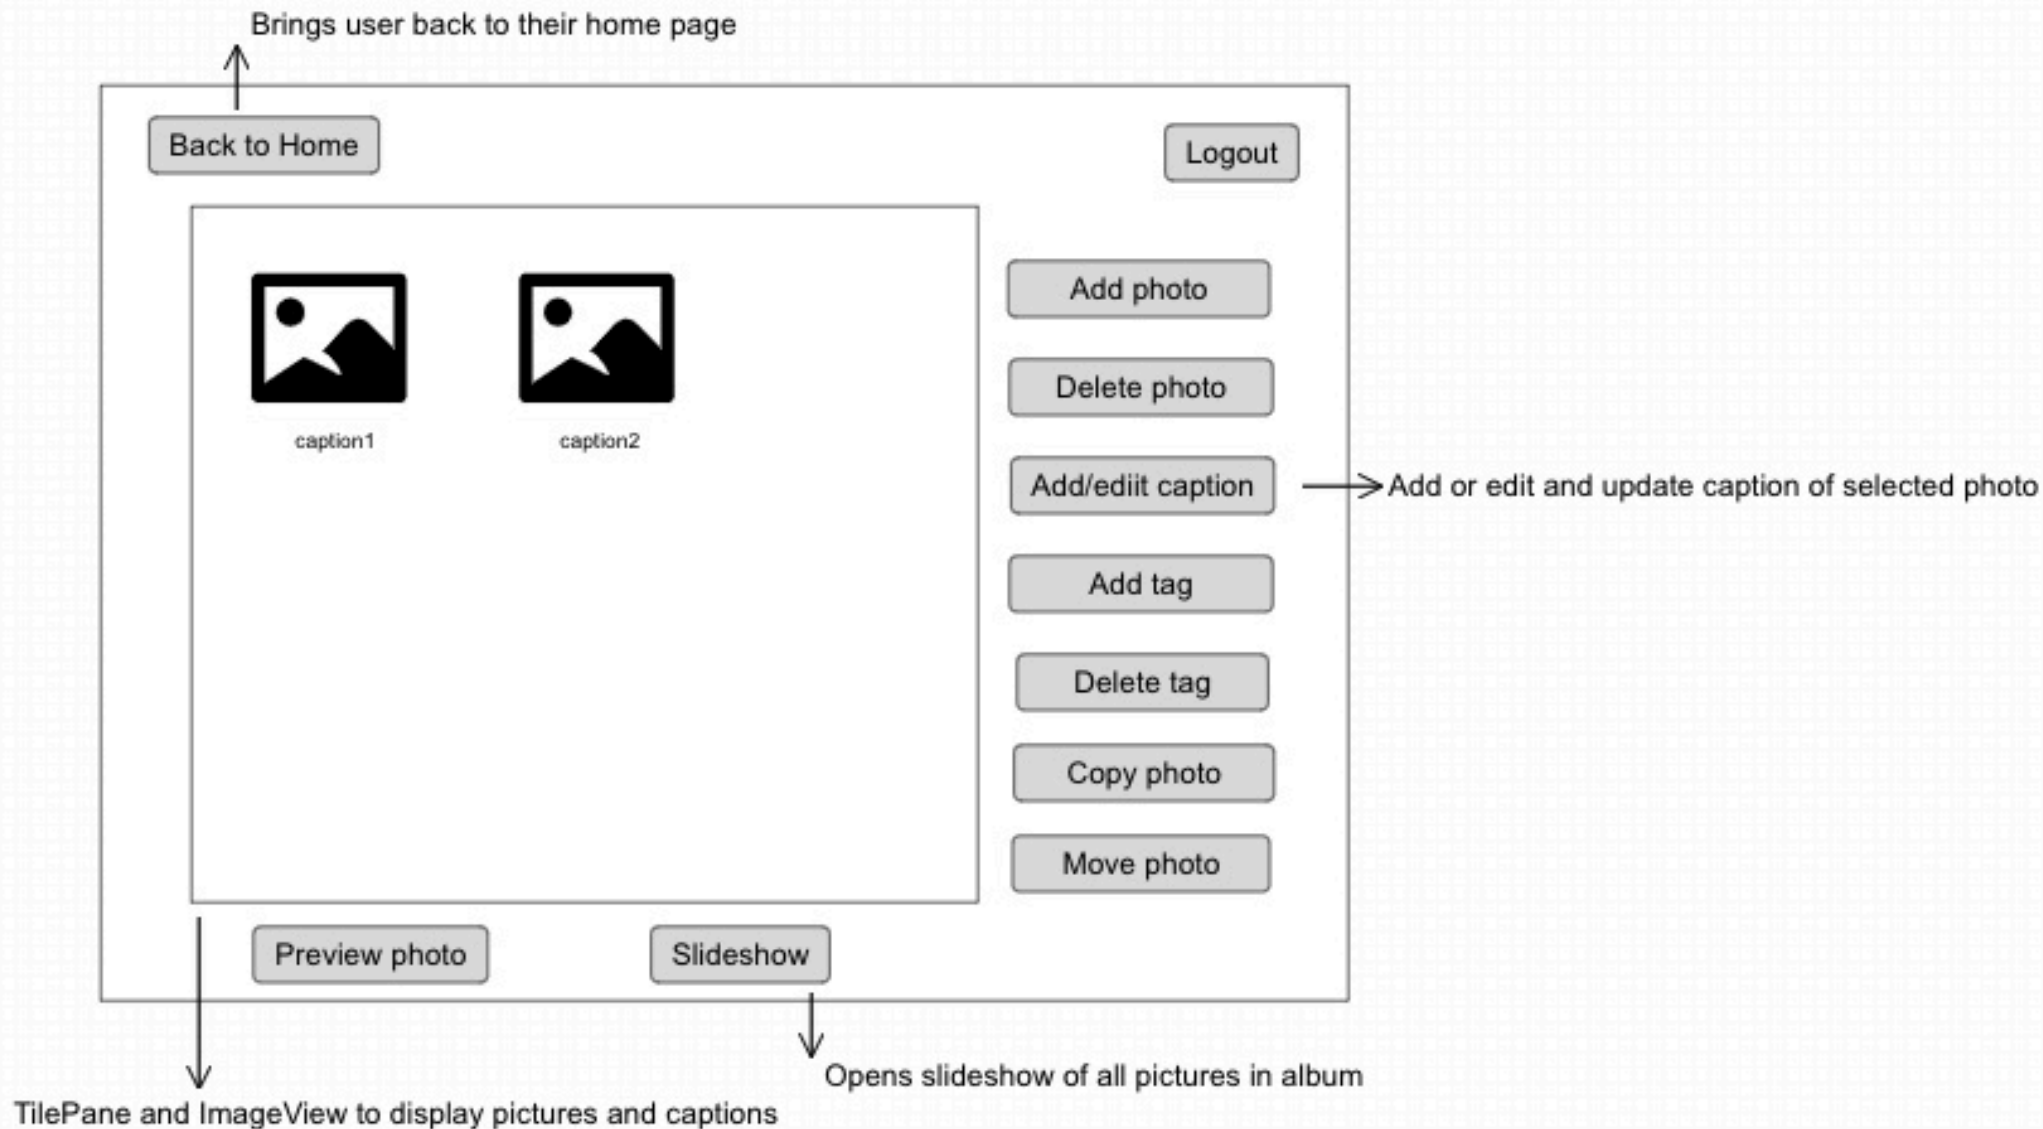 Brings user back to their home page
Back to Home
Logout
Add photo
Delete photo
caption1
caption2
Add/ediit caption
Add or edit and update caption of selected photo
Add tag
Delete tag
Copy photo
Move photo
Preview photo
Slideshow
Opens slideshow of all pictures in album
TilePane and ImageView to display pictures and captions